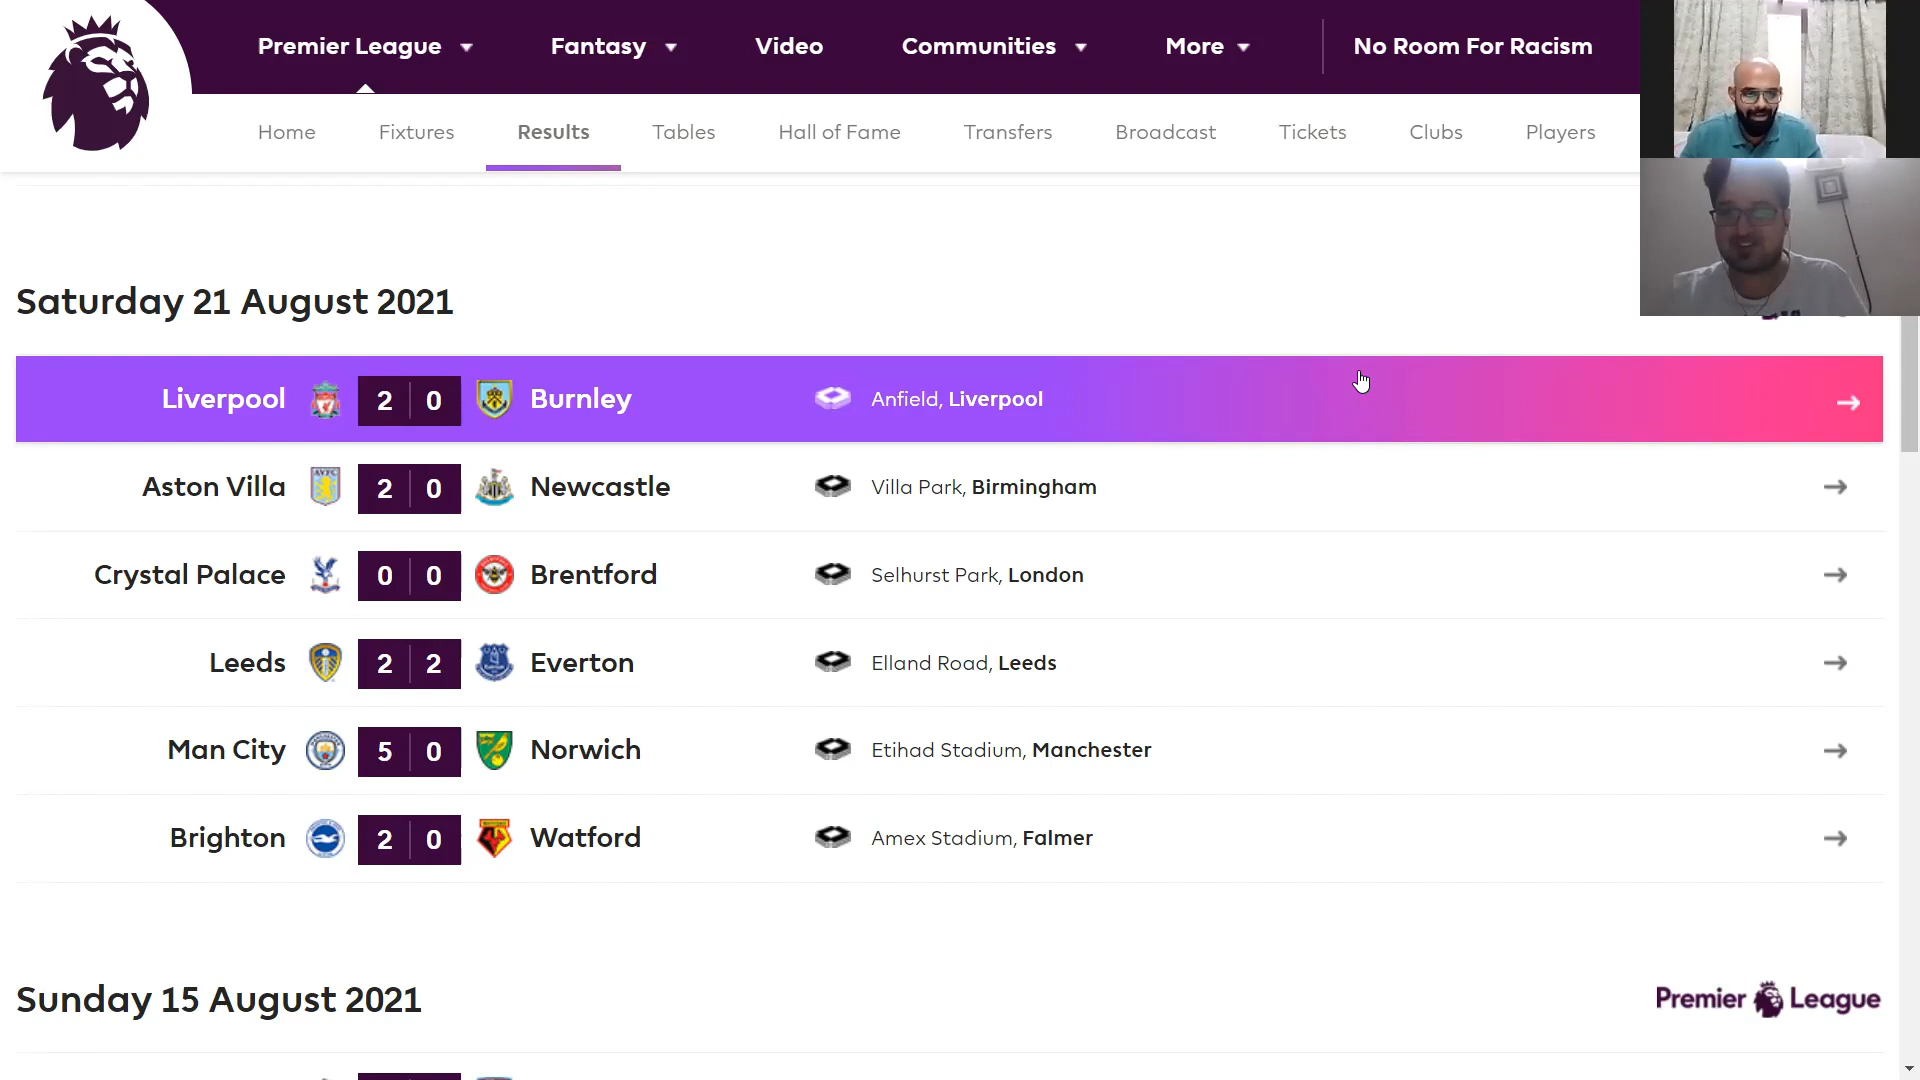 Premier League Fantasy Video Communities More No Room For Racism
Home Fixtures Results Tables Hall of Fame Transfers Broadcast Tickets Clubs Players
Saturday 21 August 2021
Liverpool 2 0 Burnley Anfield, Liverpool
Aston Villa AVFC 2 0 Newcastle Villa Park, Birmingham
Crystal Palace 0 0 Brentford Selhurst Park, London
Leeds 2 2 Everton Elland Road, Leeds
Man City 5 0 Norwich Etihad Stadium, Manchester
Brighton 2 0 Watford Amex Stadium, Falmer
Sunday 15 August 2021 Premier League